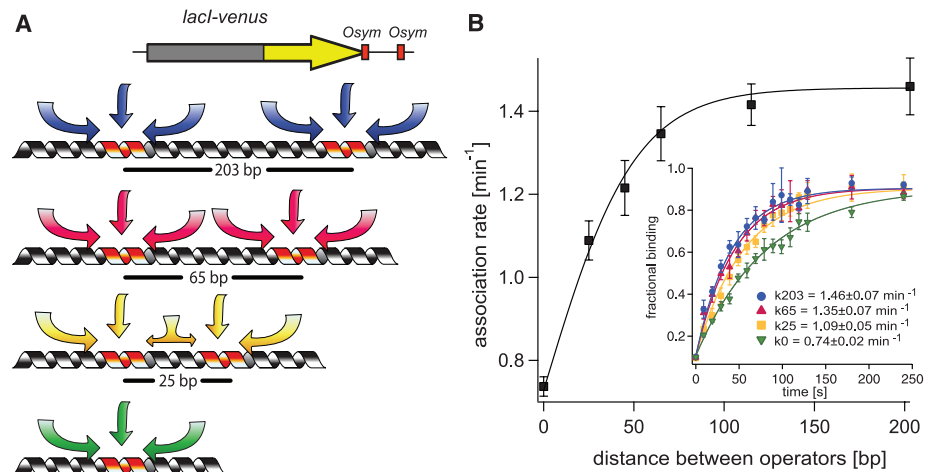 A
lacI-venus
Osym Osym
203 bp
65 bp
25 bp
B
association rate [min-1]
1.4
1.2
1.0
0.8
0
50
100
150
200
distance between operators [bp]
fractional binding
1.0
0.8
0.6
0.4
0.2
k203 = 1.46±0.07 min -1
k65 = 1.35±0.07 min -1
k25 = 1.09±0.05 min -1
k0 = 0.74±0.02 min -1
0 50 100 150 200 250
time [s]